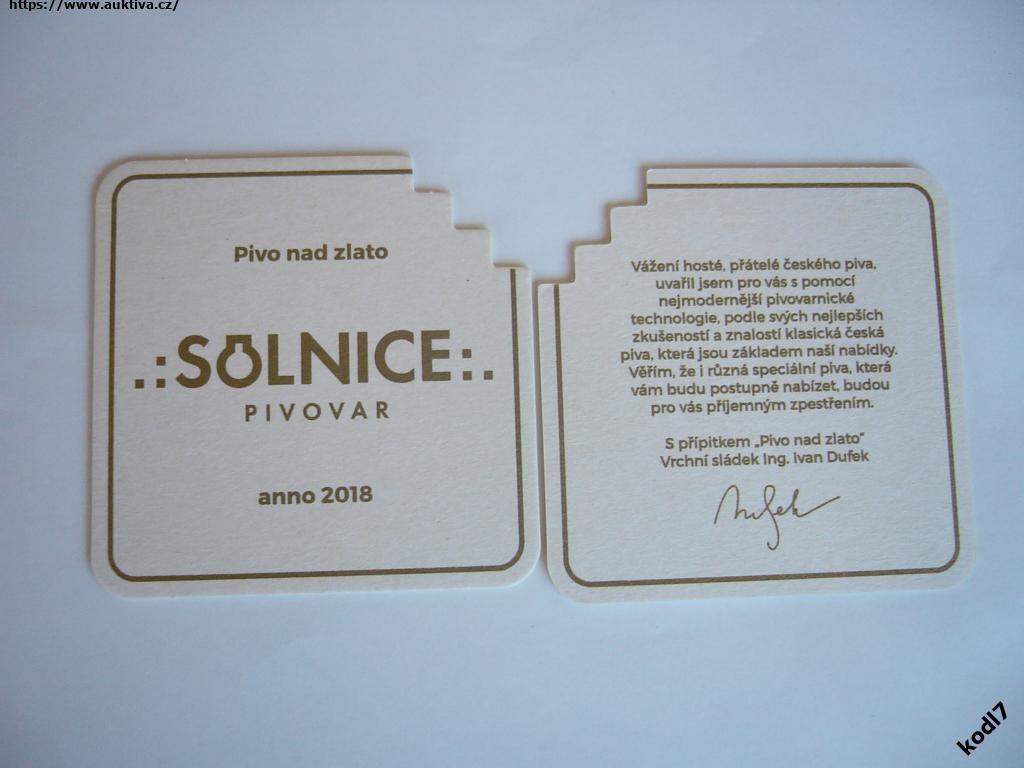 https://www.auktiva.cz/
Pivo nad zlato
.:SOLNICE:.
PIVOVAR
anno 2018
Vážení hosté, přátelé českého piva,
uvařil jsem pro vás s pomocí
nejmodernější pivovarnické
technologie, podle svých nejlepších
zkušeností a znalostí klasická česká
piva, která jsou základem naší nabídky.
Věřím, že i různá speciální piva, která
vám budu postupně nabízet, budou
pro vás příjemným zpestřením.
S přípitkem „Pivo nad zlato“
Vrchní sládek Ing. Ivan Dufek
Dufek
kodl7